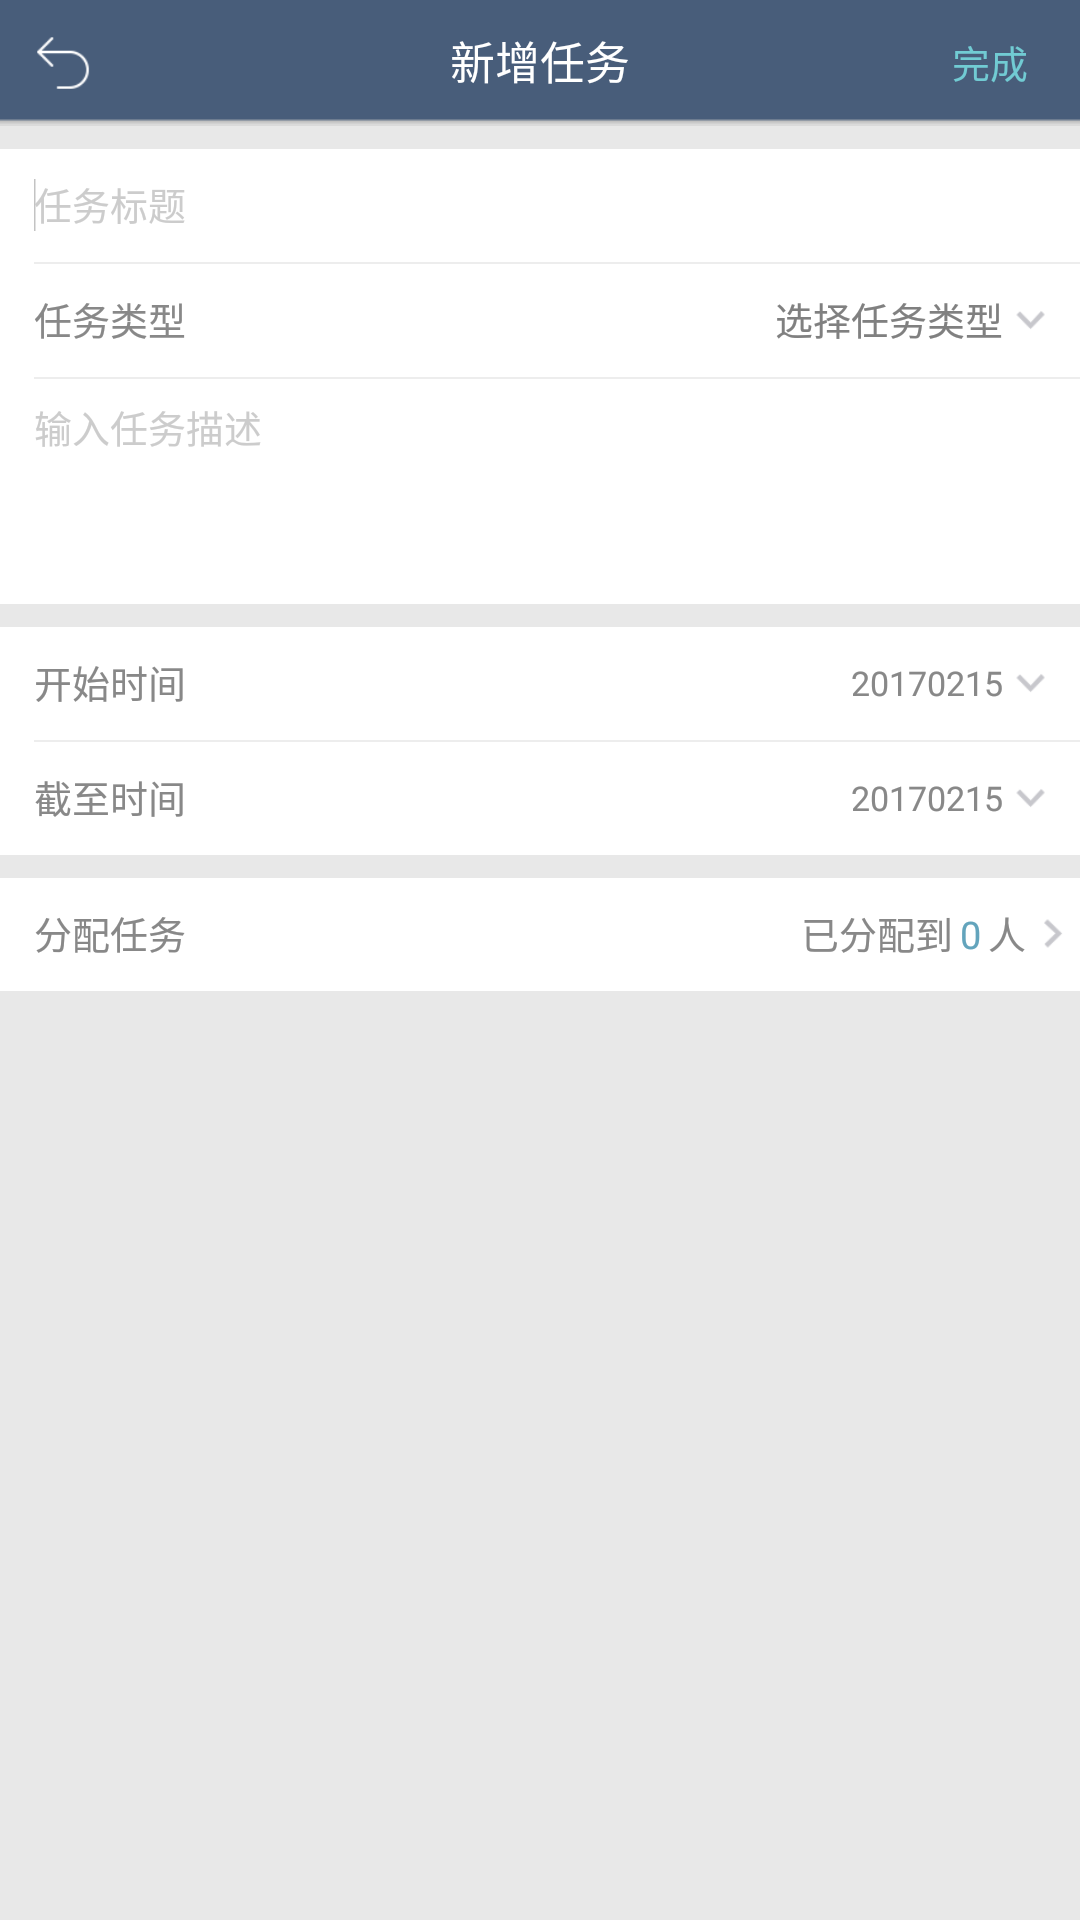 新增任务 完成
任务标题
任务类型 选择任务类型
输入任务描述
开始时间 20170215
截至时间 20170215
分配任务 已分配到 0 人